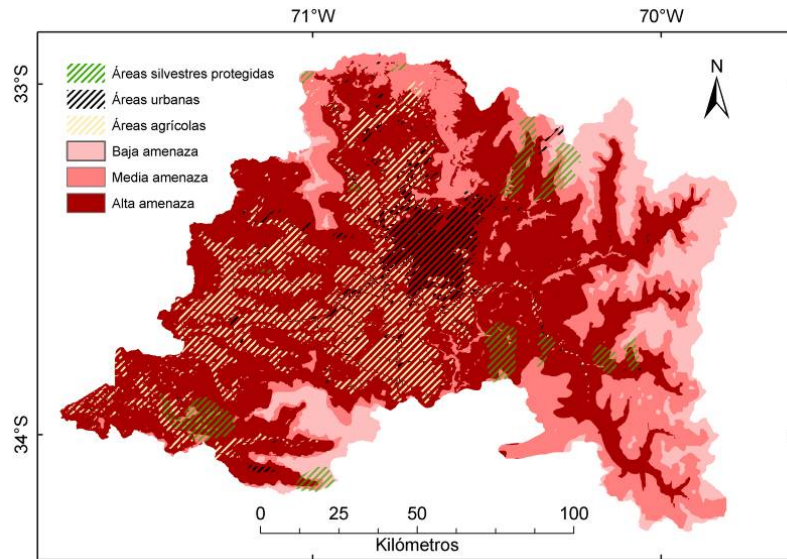 71°W
70°W
33°S
34°S
N
Áreas silvestres protegidas
Áreas urbanas
Áreas agrícolas
Baja amenaza
Media amenaza
Alta amenaza
0 25 50 100
Kilómetros